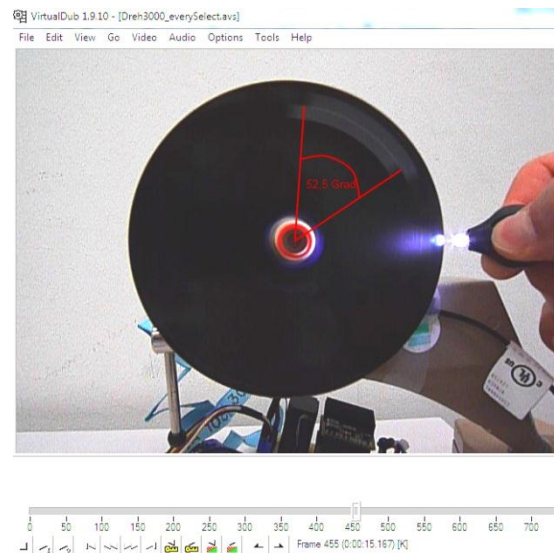 VirtualDub 1.9.10 - [Dreh3000_everySelect.avs]
File Edit View Go Video Audio Options Tools Help
52,5 Grad
0 50 100 150 200 250 300 350 400 450 500 550 600 650 700
Frame 455 (0:00:15.167) [K]